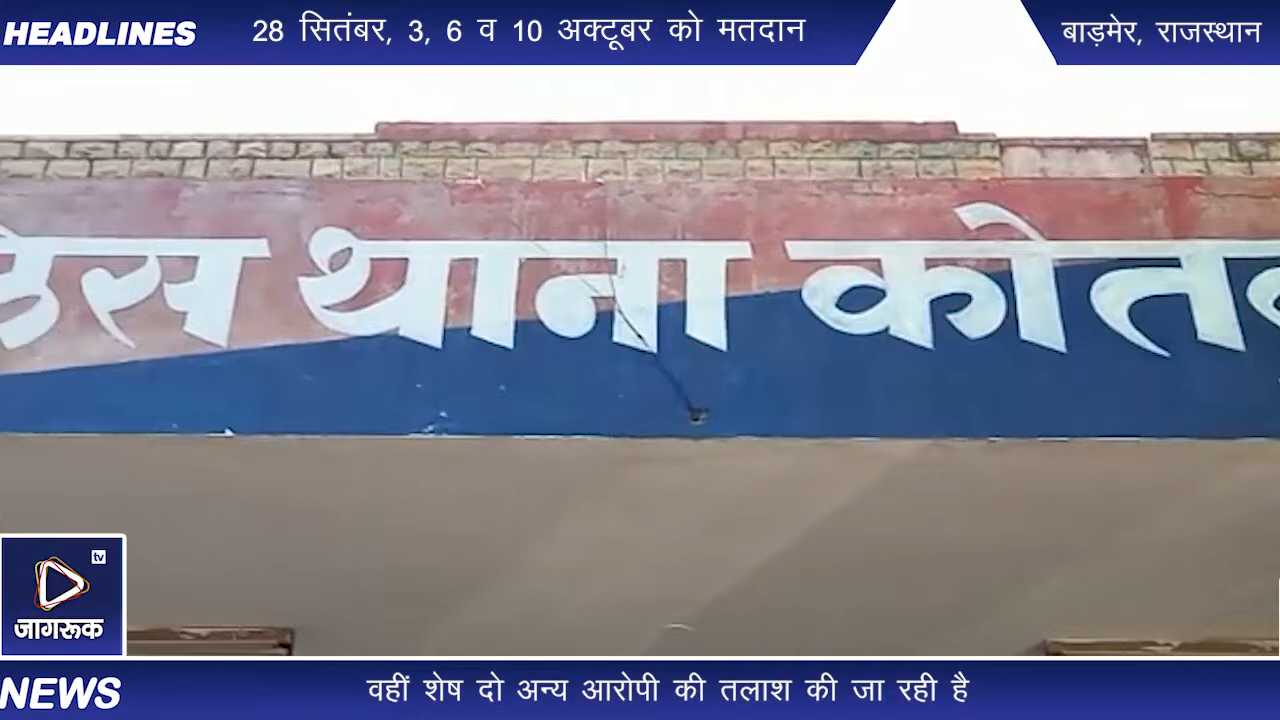 HEADLINES 28 सितंबर, 3, 6 व 10 अक्टूबर को मतदान बाड़मेर, राजस्थान
थाना
tv
जागरूक
NEWS वहीं शेष दो अन्य आरोपी की तलाश की जा रही है